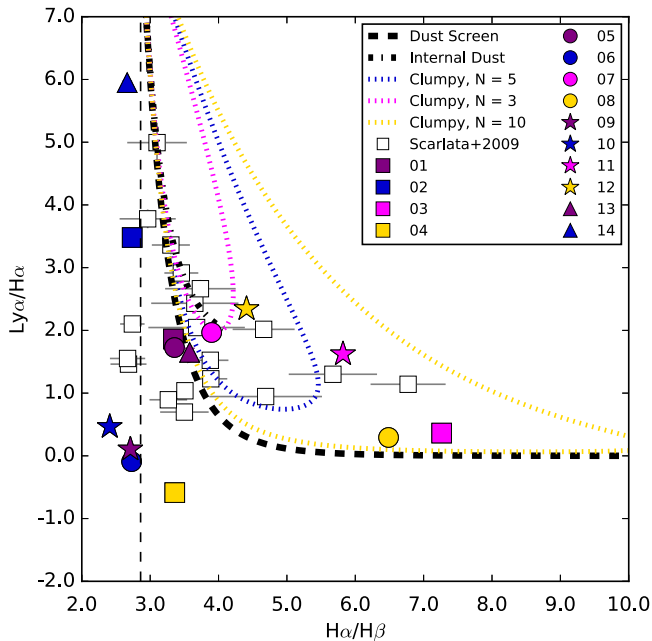 7.0
6.0
5.0
4.0
3.0
2.0
1.0
0.0
-1.0
-2.0
Lyα/Hα
2.0 3.0 4.0 5.0 6.0 7.0 8.0 9.0 10.0
Hα/Hβ
Dust Screen
Internal Dust
Clumpy, N = 5
Clumpy, N = 3
Clumpy, N = 10
Scarlata+2009
01
02
03
04
05
06
07
08
09
10
11
12
13
14